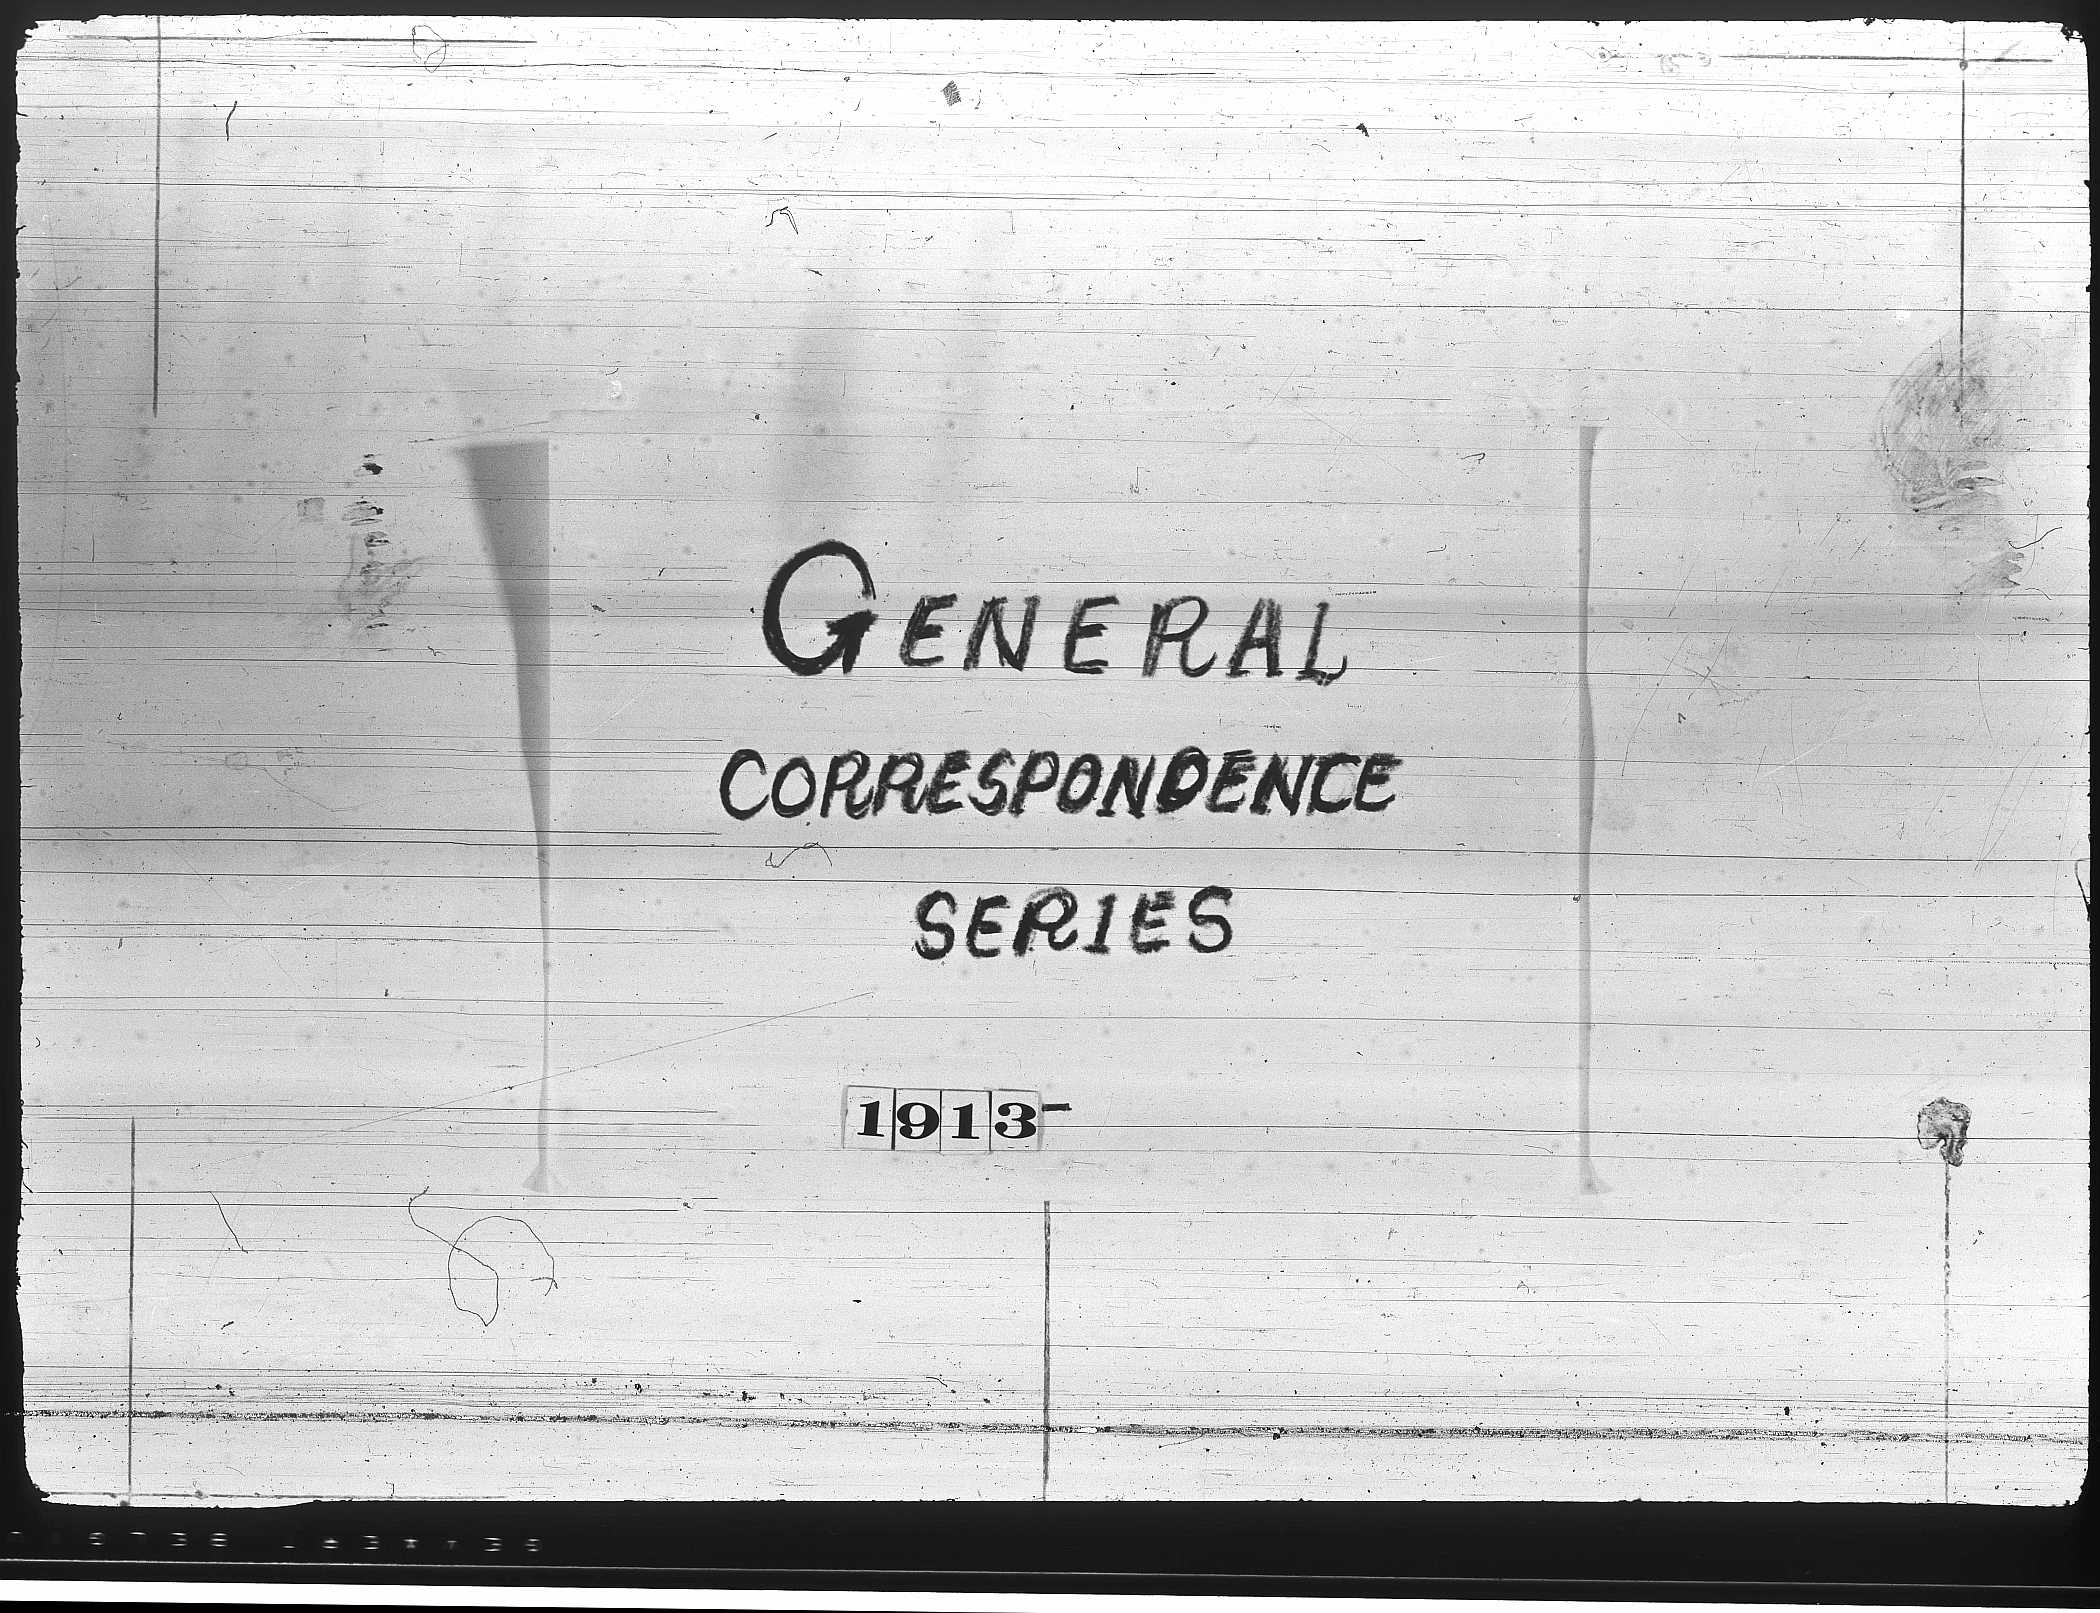 GENERAL
CORRESPONDENCE
SERIES
1913-